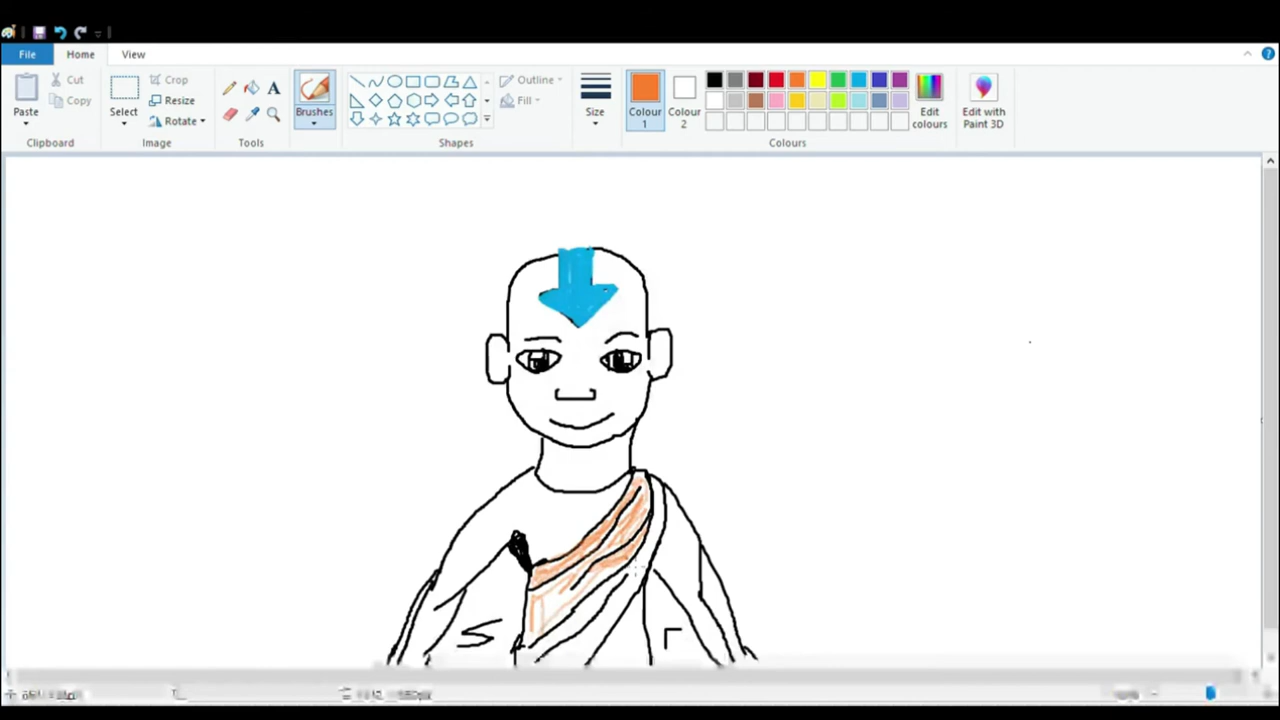 File Home View
Cut Crop Outline
Paste Copy Select Resize Brushes Fill Size Colour 1 Colour 2 Edit colours Edit with Paint 3D
Rotate
Clipboard Image Tools Shapes Colours